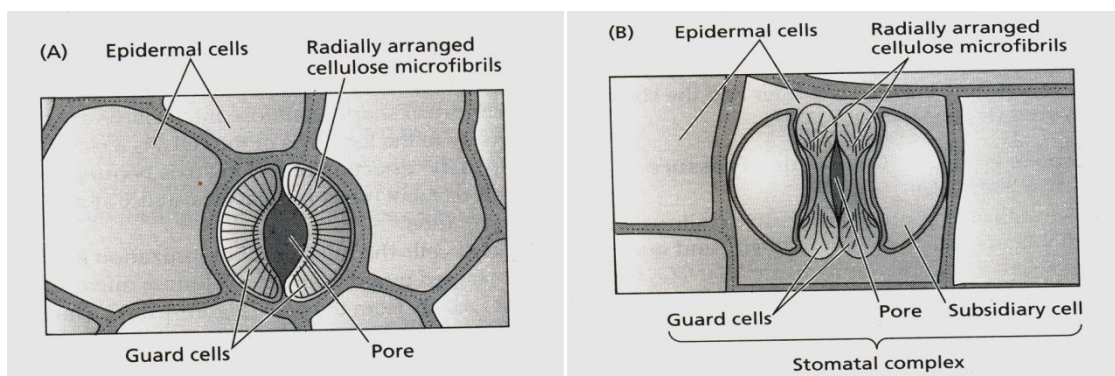 (A)
Epidermal cells
Radially arranged
cellulose microfibrils
Guard cells
Pore
(B)
Epidermal cells
Radially arranged
cellulose microfibrils
Guard cells
Pore
Subsidiary cell
Stomatal complex